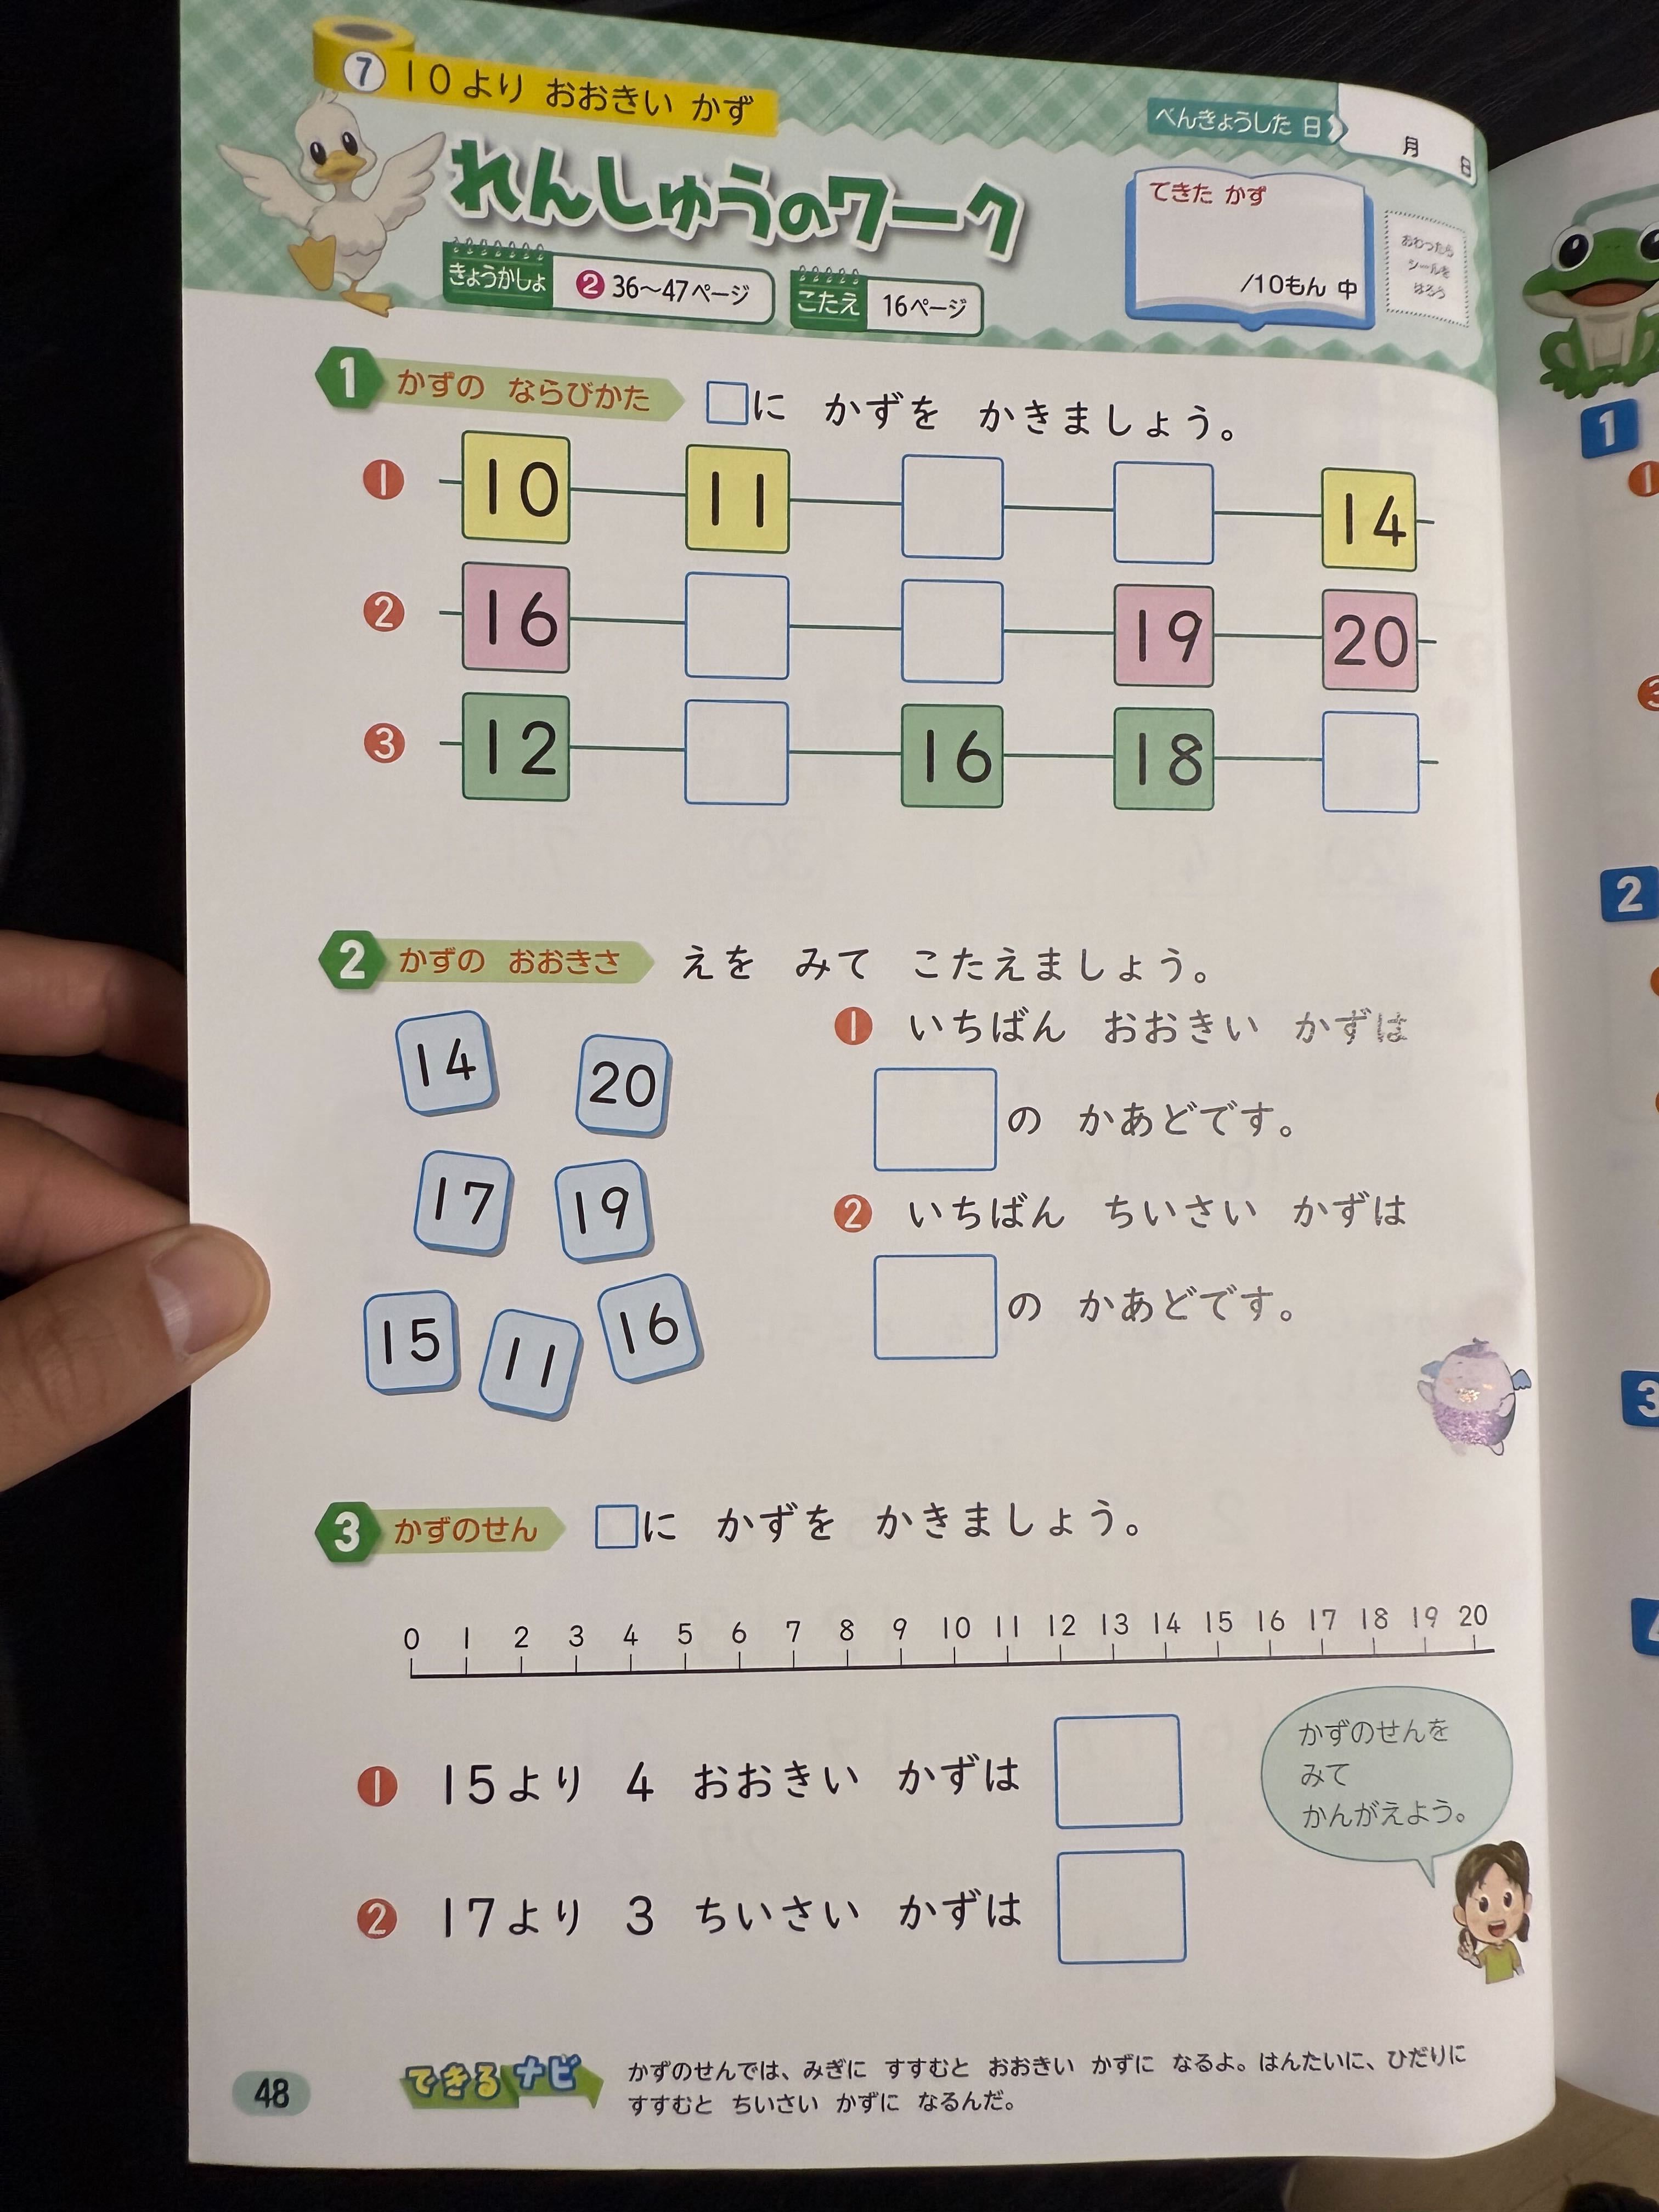 ⑦ 10より おおきい かず
べんきょうした 日
月 日
れんしゅうのワーク
きょうかしょ ❷ 36〜47ページ こたえ 16ページ
てきた かず
/10もん 中
おわったら
シールを
はろう
1 かずの ならびかた □に かずを かきましょう。
❶ 10 11 □ □ 14
❷ 16 □ □ 19 20
❸ 12 □ 16 18 □
2 かずの おおきさ えを みて こたえましょう。
14 20
17 19
15 11 16
❶ いちばん おおきい かずは
□の かあどです。
❷ いちばん ちいさい かずは
□の かあどです。
3 かずのせん □に かずを かきましょう。
0 1 2 3 4 5 6 7 8 9 10 11 12 13 14 15 16 17 18 19 20
❶ 15より 4 おおきい かずは □
❷ 17より 3 ちいさい かずは □
かずのせんを
みて
かんがえよう。
できるナビ
かずのせんでは、みぎに すすむと おおきい かずに なるよ。はんたいに、ひだりに
すすむと ちいさい かずに なるんだ。
48
1
❶
2
3